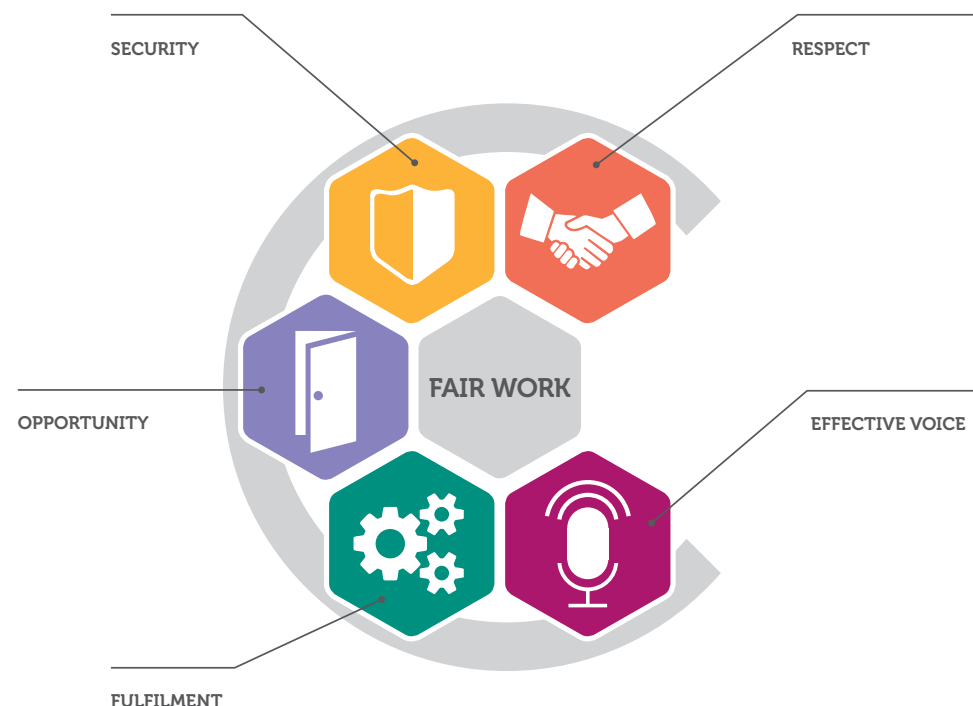 SECURITY
RESPECT
FAIR WORK
OPPORTUNITY
EFFECTIVE VOICE
FULFILMENT